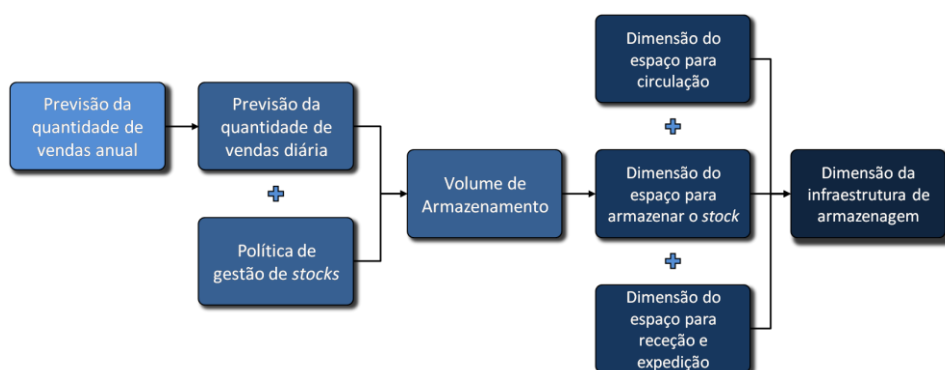 Previsão da
quantidade de
vendas anual
Previsão da
quantidade de
vendas diária
Política de
gestão de stocks
Volume de
Armazenamento
Dimensão do
espaço para
circulação
Dimensão do
espaço para
armazenar o stock
Dimensão do
espaço para
receção e
expedição
Dimensão da
infraestrutura de
armazenagem